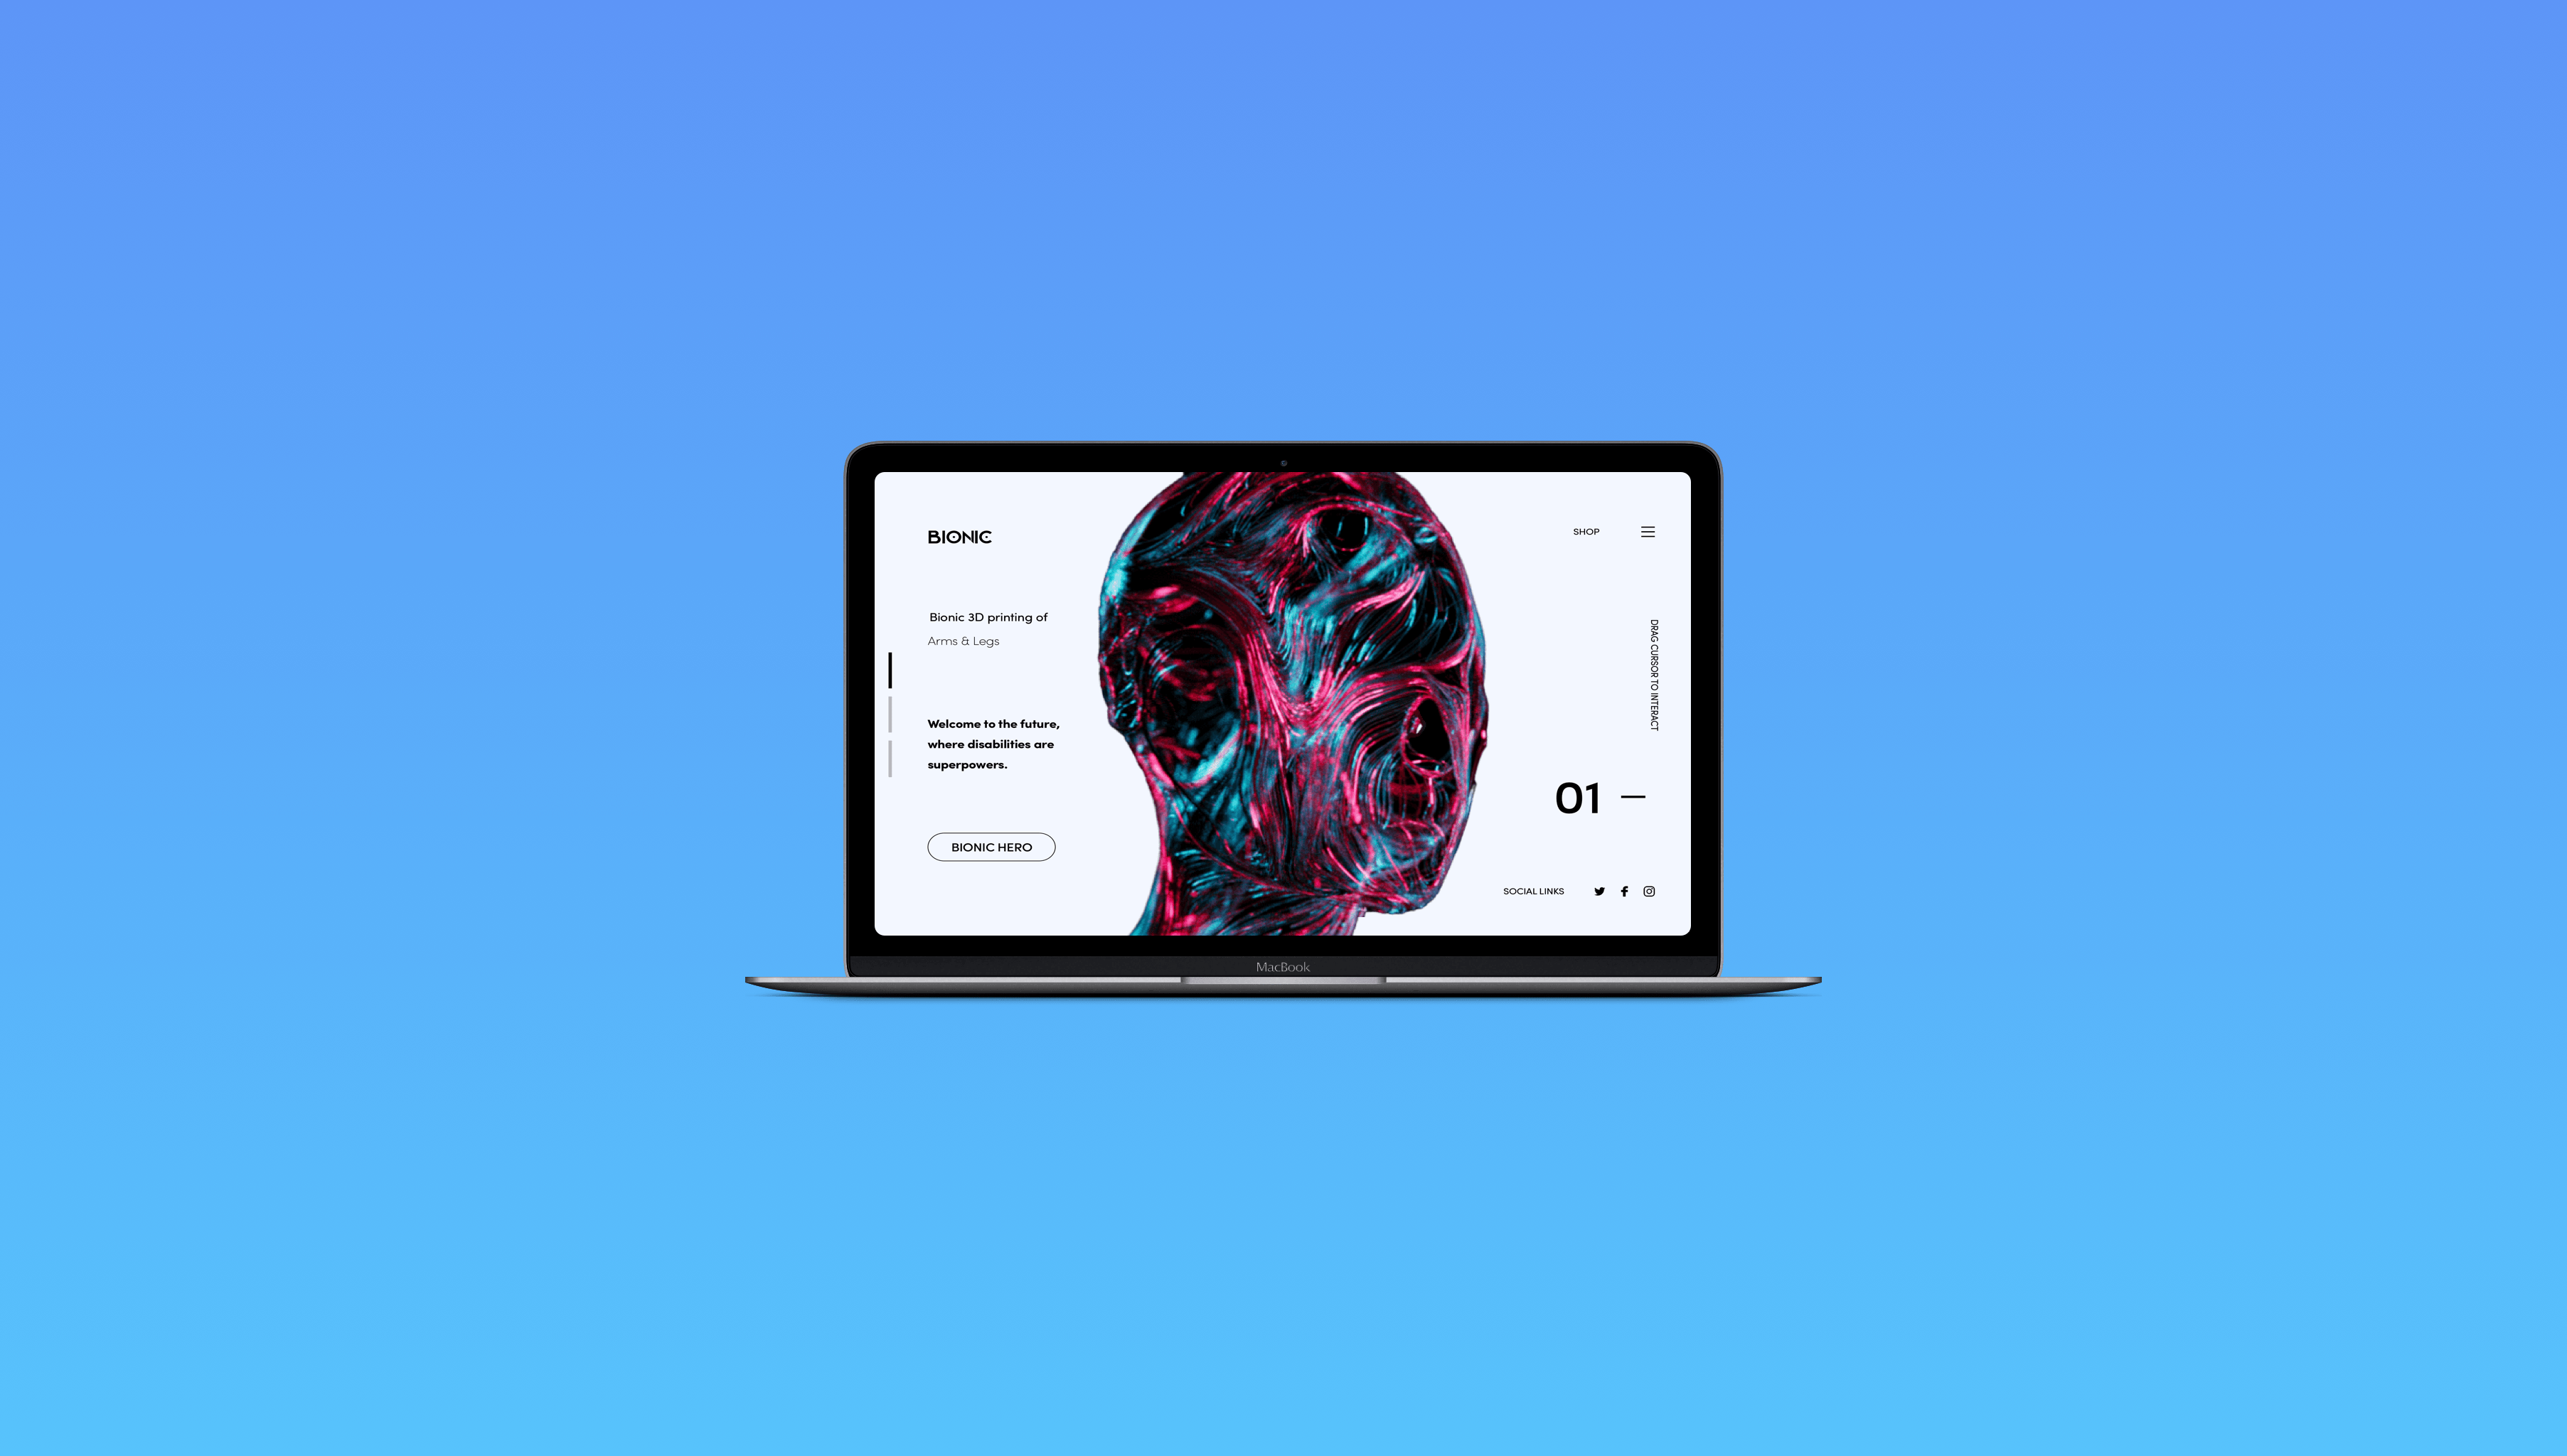 BIONIC
SHOP
Bionic 3D printing of
Arms & Legs
DRAG CURSOR TO INTERACT
Welcome to the future,
where disabilities are
superpowers.
01
BIONIC HERO
SOCIAL LINKS
MacBook